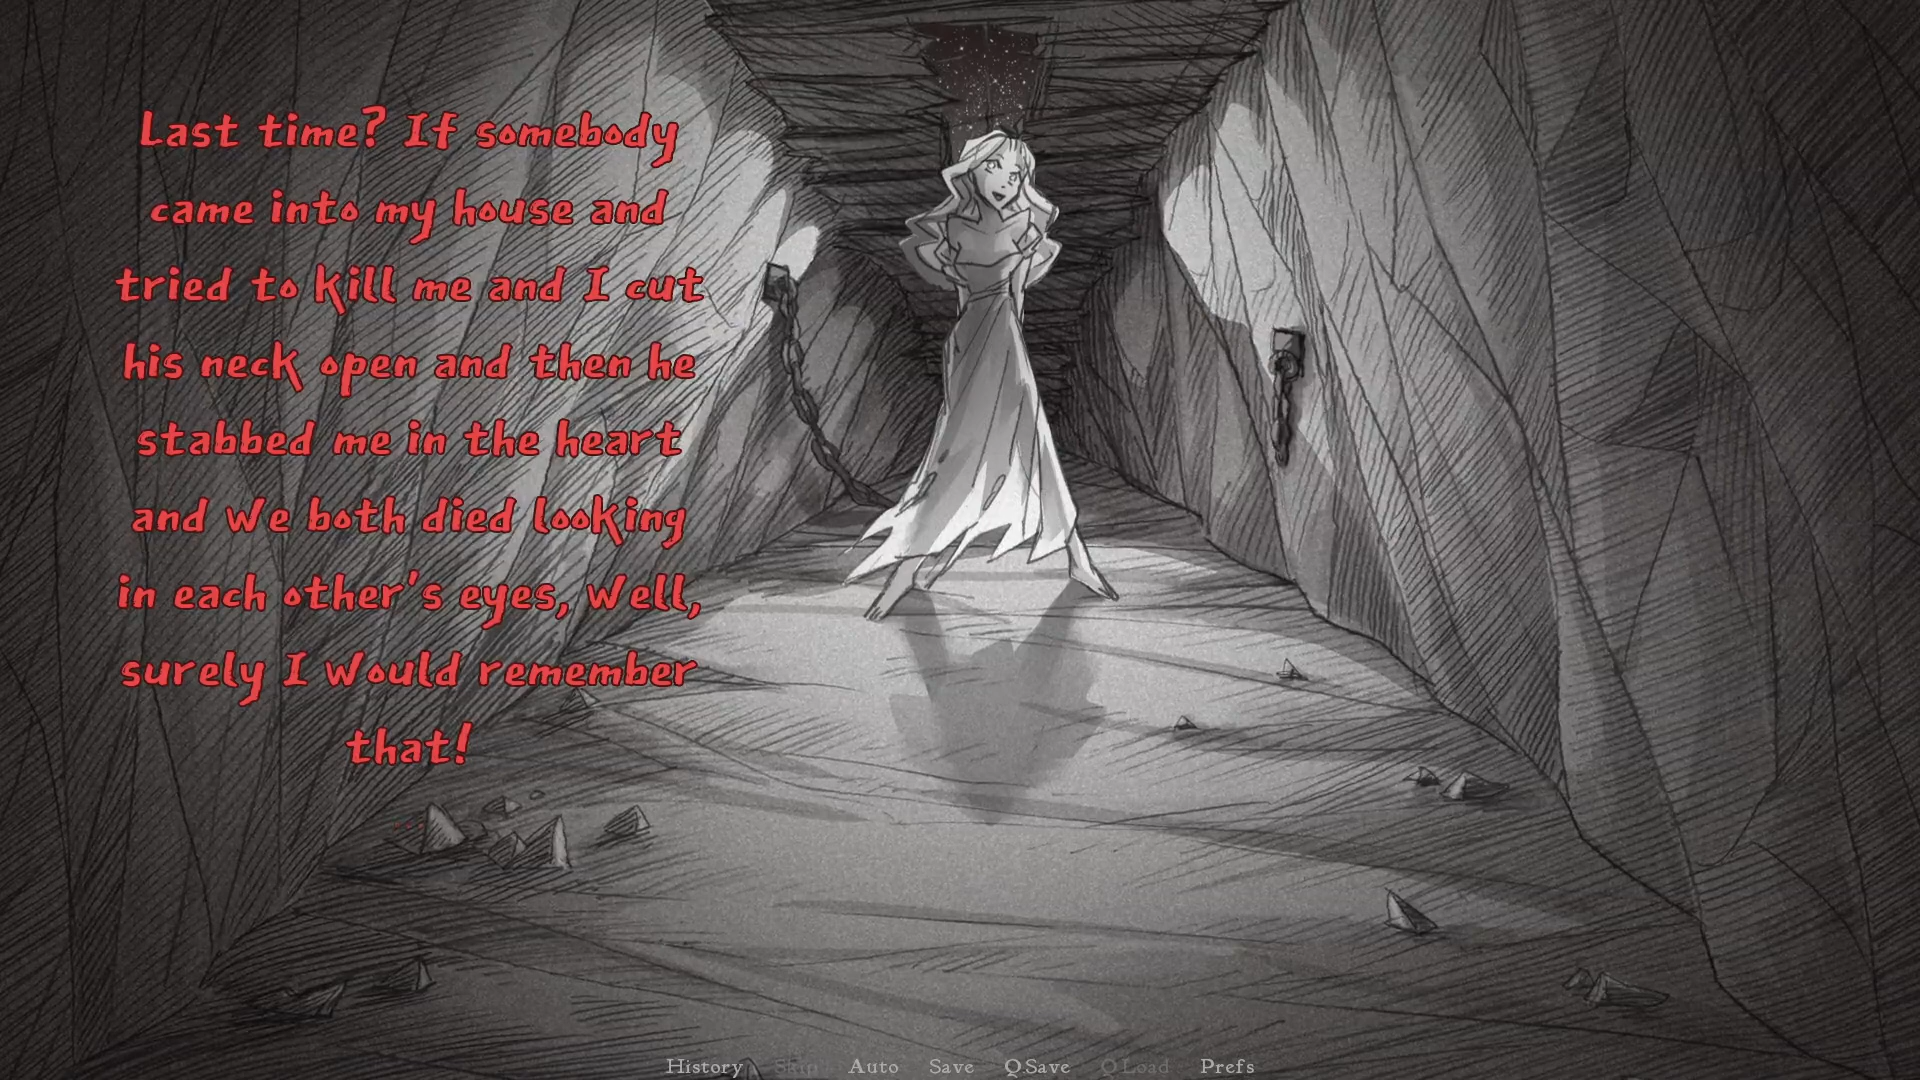 Last time? If somebody
came into my house and
tried to kill me and I cut
his neck open and then he
stabbed me in the heart
and we both died looking
in each other's eyes, well,
surely I would remember
that!
History Skip Auto Save Q.Save Q.Load Prefs